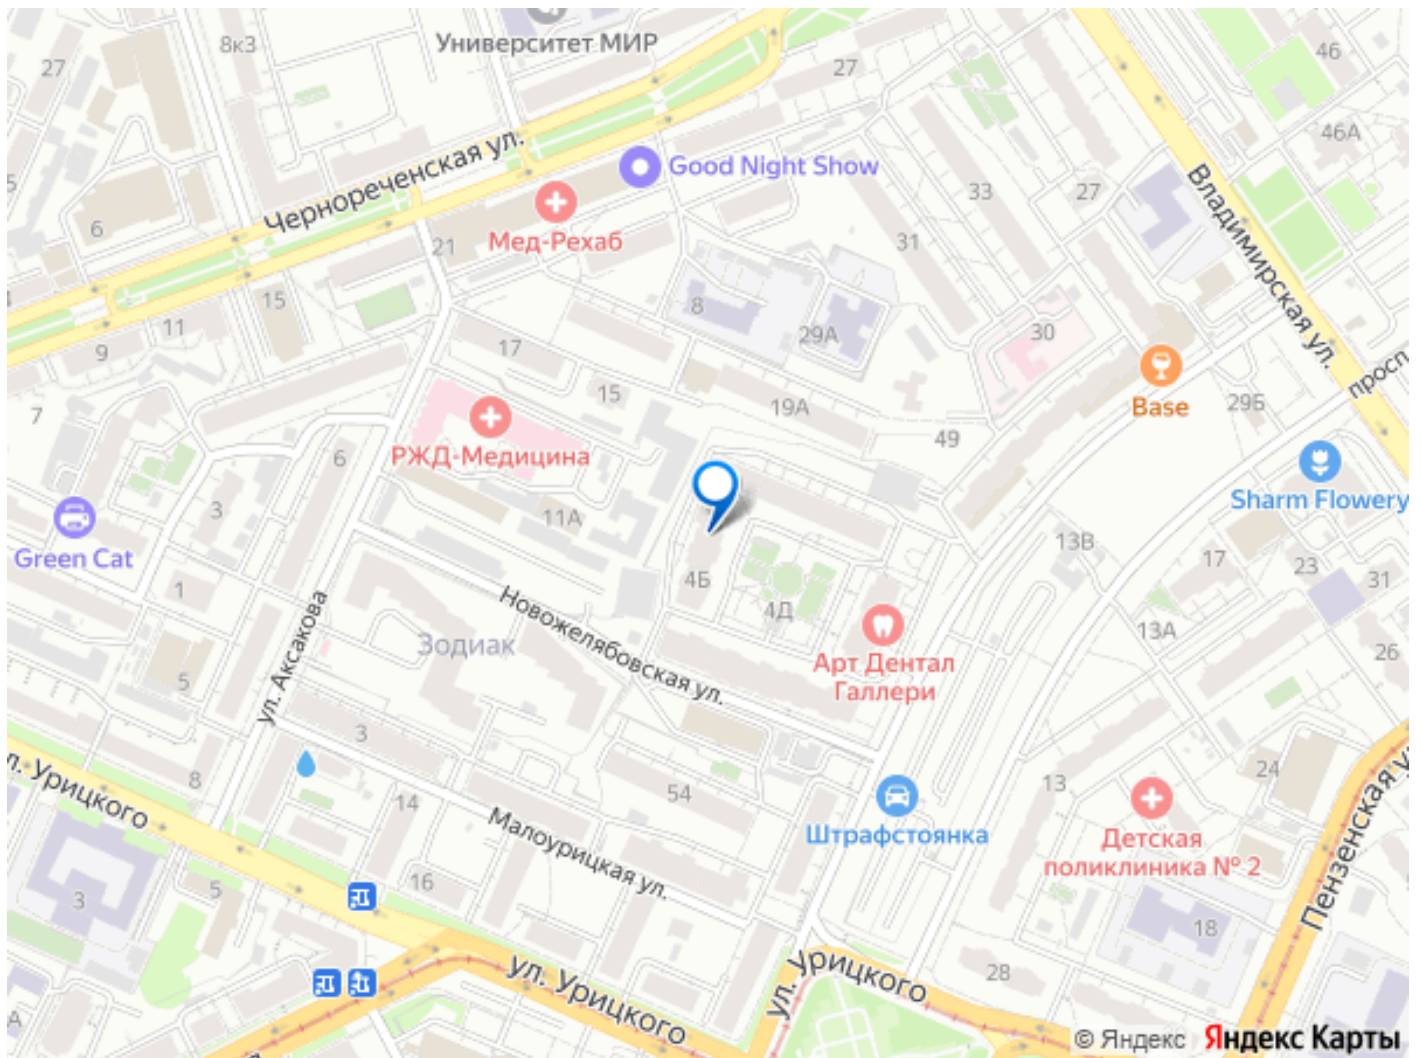 8к3
Университет МИР
46
27
27
46А
Чернореченская ул.
Good Night Show
33
27
Владимирская ул.
6
21
Мед-Рехаб
31
15
8
11
29А
30
9
17
просп.
15
19А
Base
29Б
7
49
6
РЖД-Медицина
Sharm Flowery
3
11А
13В
Green Cat
17
23
31
1
4Б
Новожелябовская ул.
4Д
13А
ул. Аксакова
Зодиак
Арт Дентал
Галлери
26
5
3
л. Урицкого
8
54
13
24
14
Малоурицкая ул.
Штрафстоянка
Детская
поликлиника № 2
Пензенская у
16
5
3
18
ул. Урицкого
ул. Урицкого
28
А
© Яндекс Яндекс Карты